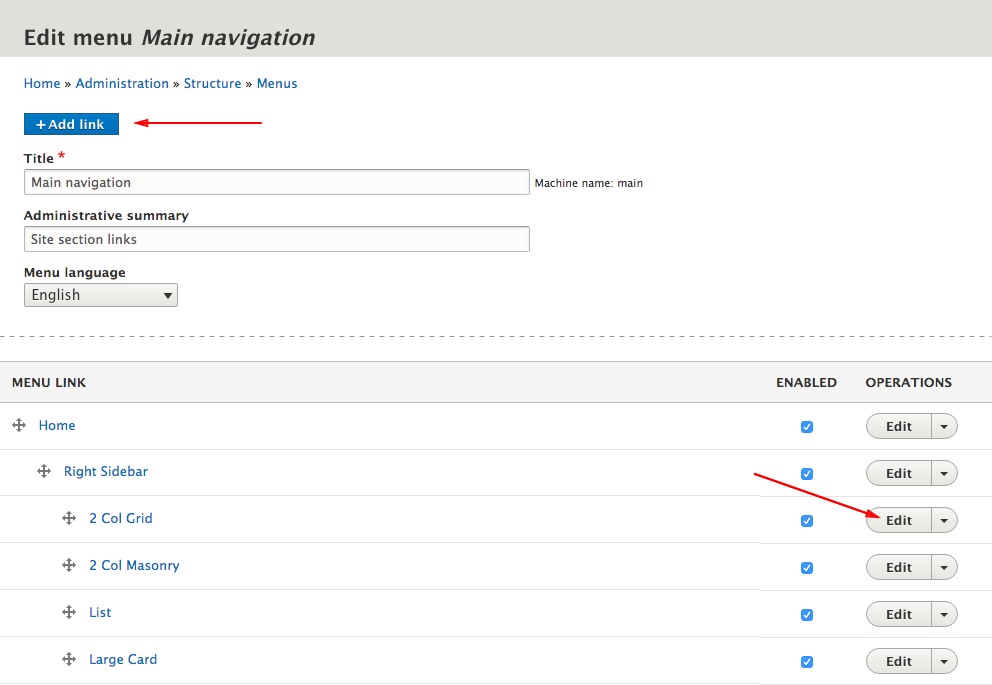 Edit menu Main navigation
Home » Administration » Structure » Menus
+ Add link
Title *
Main navigation Machine name: main
Administrative summary
Site section links
Menu language
English
MENU LINK ENABLED OPERATIONS
Home Edit
Right Sidebar Edit
2 Col Grid Edit
2 Col Masonry Edit
List Edit
Large Card Edit